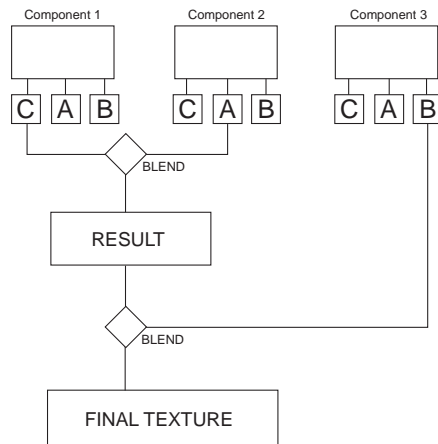 Component 1 Component 2 Component 3
C A B C A B C A B
BLEND
RESULT
BLEND
FINAL TEXTURE